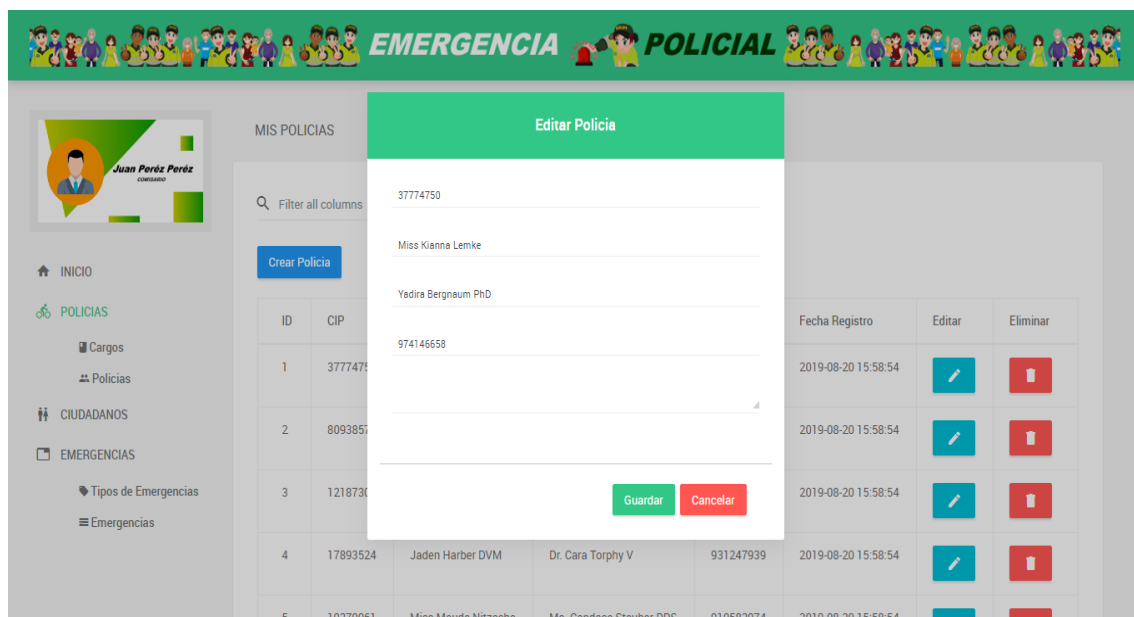 EMERGENCIA POLICIAL
Juan Peréz Peréz
COMISARIO
INICIO
POLICIAS
Cargos
Policias
CIUDADANOS
EMERGENCIAS
Tipos de Emergencias
Emergencias
MIS POLICIAS
Filter all columns
Crear Policia
Editar Policia
37774750
Miss Kianna Lemke
Yadira Bergnaum PhD
974146658
Guardar Cancelar
ID CIP Fecha Registro Editar Eliminar
1 3777475 2019-08-20 15:58:54
2 8093857 2019-08-20 15:58:54
3 1218730 2019-08-20 15:58:54
4 17893524 Jaden Harber DVM Dr. Cara Torphy V 931247939 2019-08-20 15:58:54
5